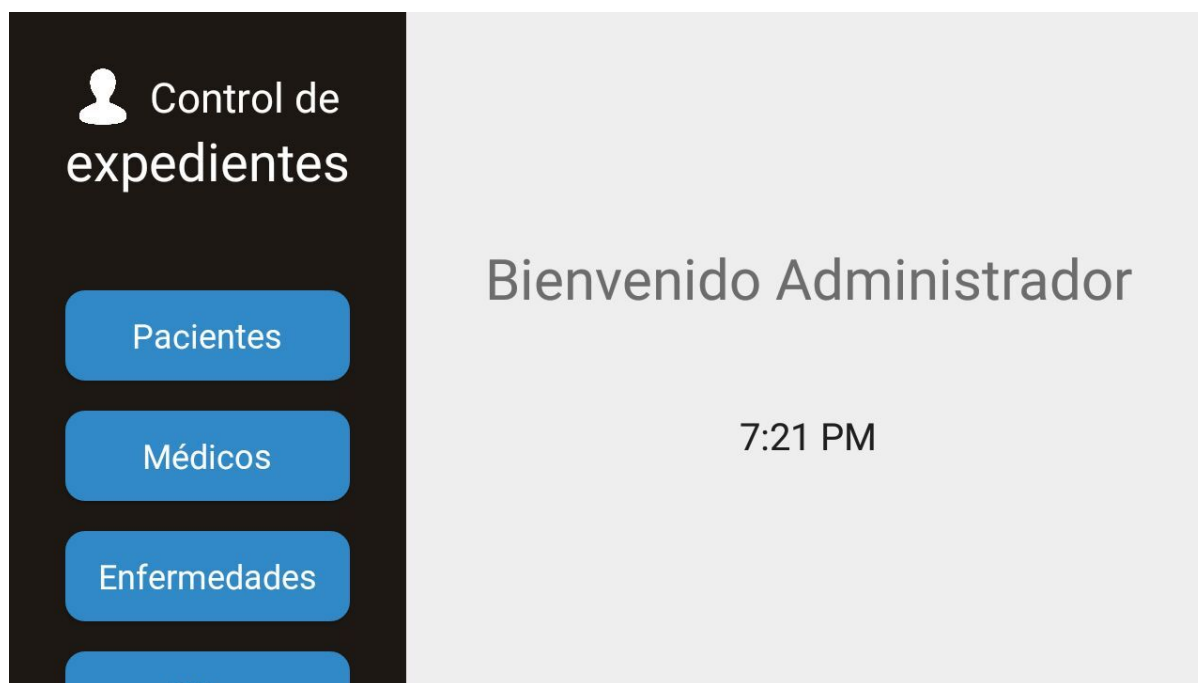 Control de
expedientes
Pacientes
Médicos
Enfermedades
Bienvenido Administrador
7:21 PM